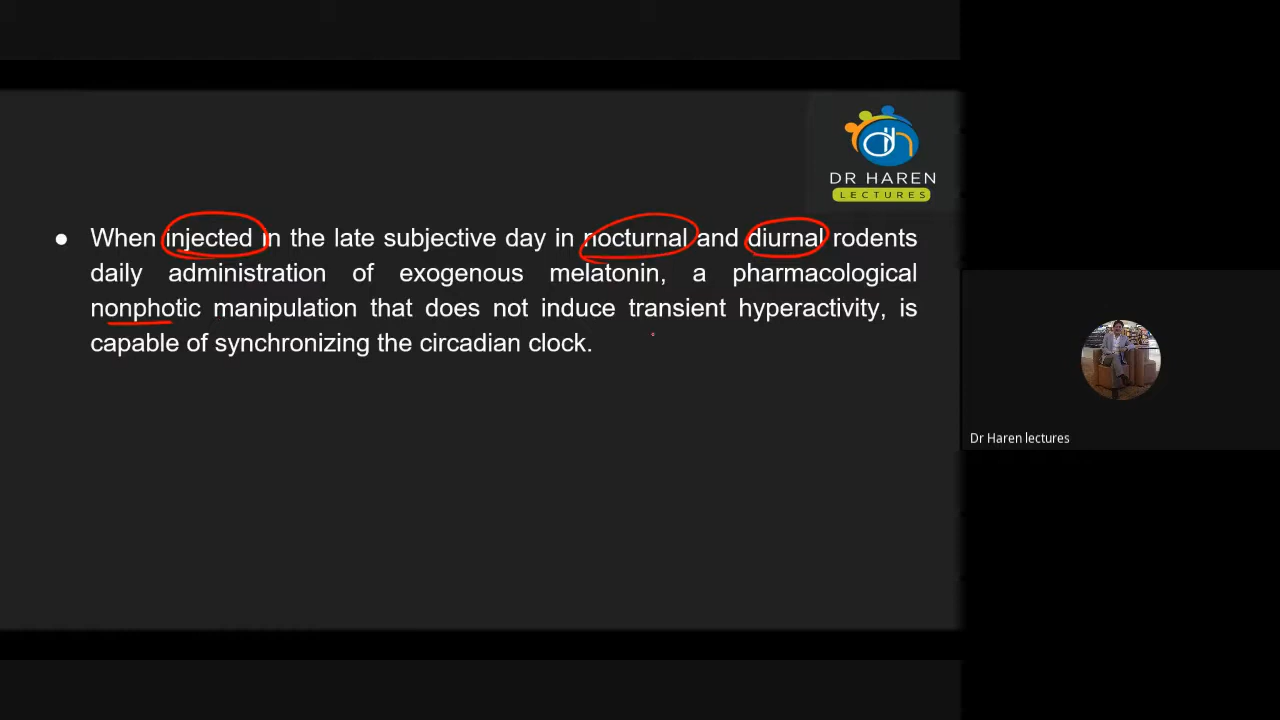 DR HAREN
LECTURES
● When injected in the late subjective day in nocturnal and diurnal rodents
daily administration of exogenous melatonin, a pharmacological
nonphotic manipulation that does not induce transient hyperactivity, is
capable of synchronizing the circadian clock.
Dr Haren lectures